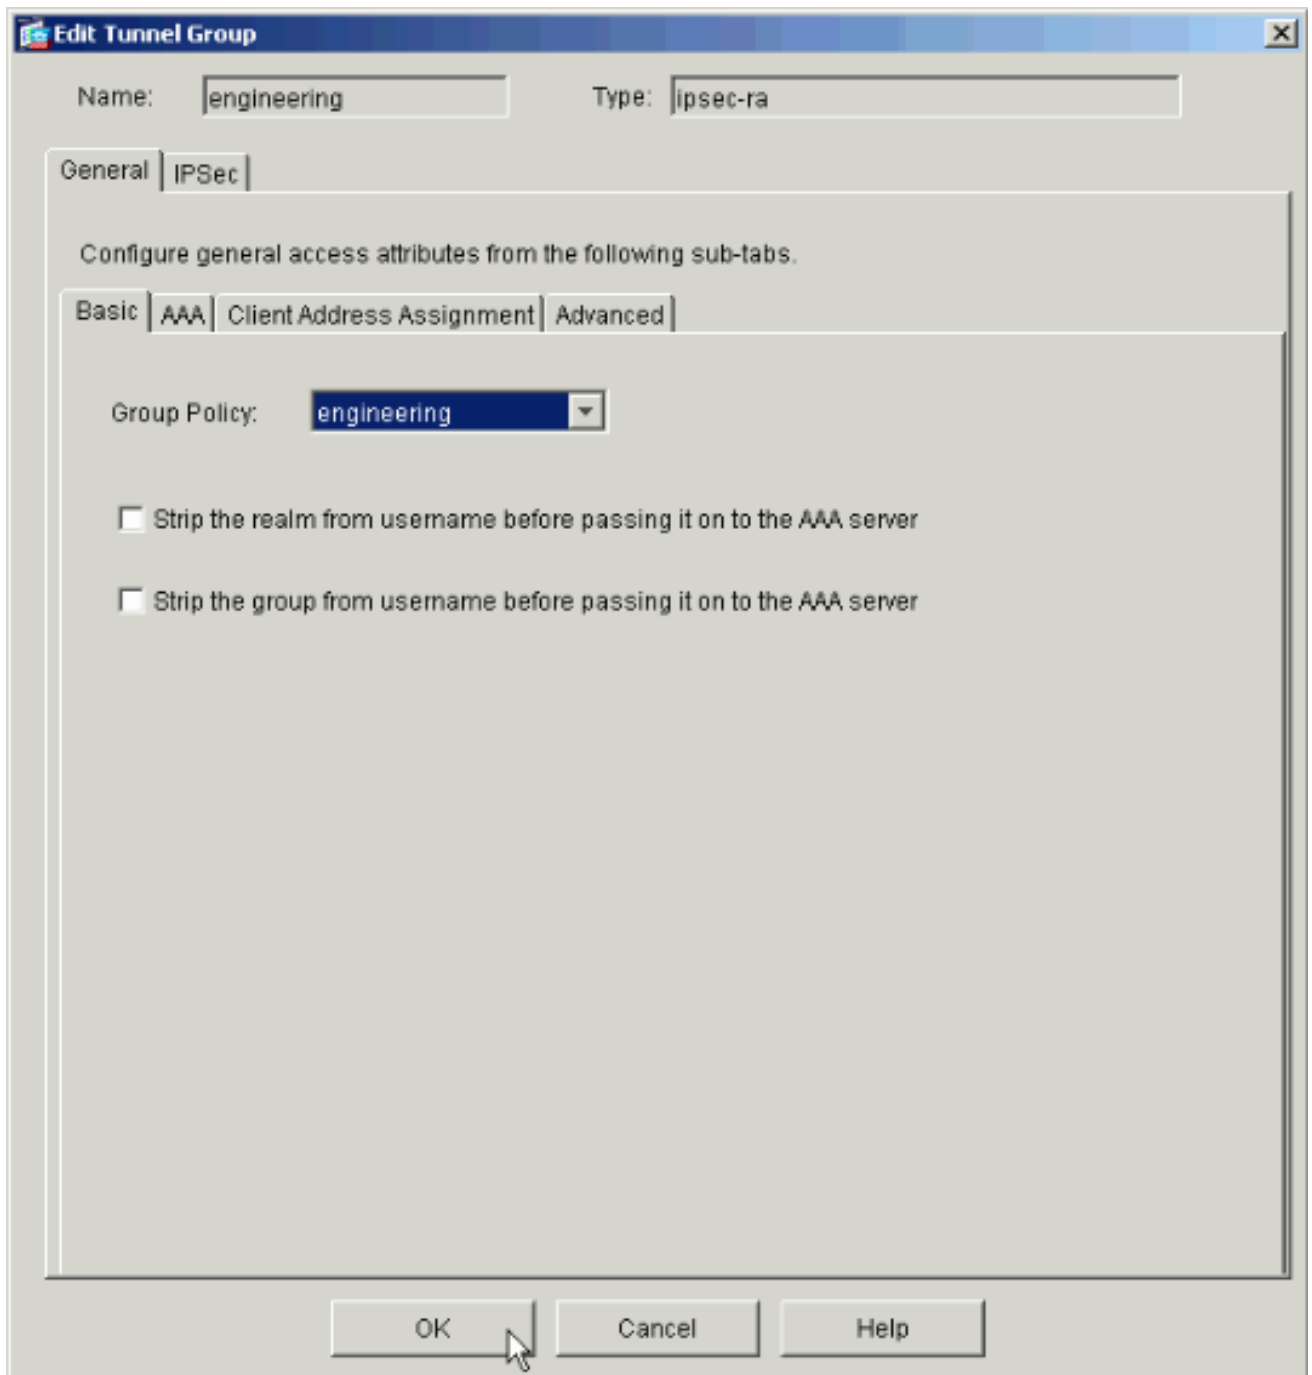 Edit Tunnel Group
Name: engineering Type: ipsec-ra
General IPSec
Configure general access attributes from the following sub-tabs.
Basic AAA Client Address Assignment Advanced
Group Policy: engineering
Strip the realm from username before passing it on to the AAA server
Strip the group from username before passing it on to the AAA server
OK Cancel Help